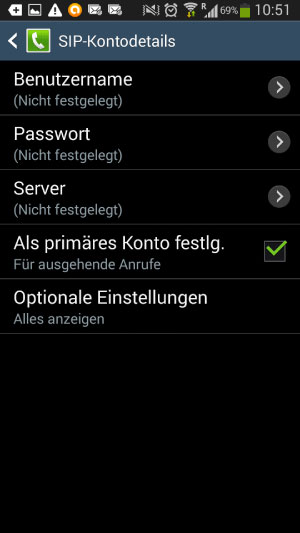 R 69% 10:51
SIP-Kontodetails
Benutzername
(Nicht festgelegt)
Passwort
(Nicht festgelegt)
Server
(Nicht festgelegt)
Als primäres Konto festlg.
Für ausgehende Anrufe
Optionale Einstellungen
Alles anzeigen